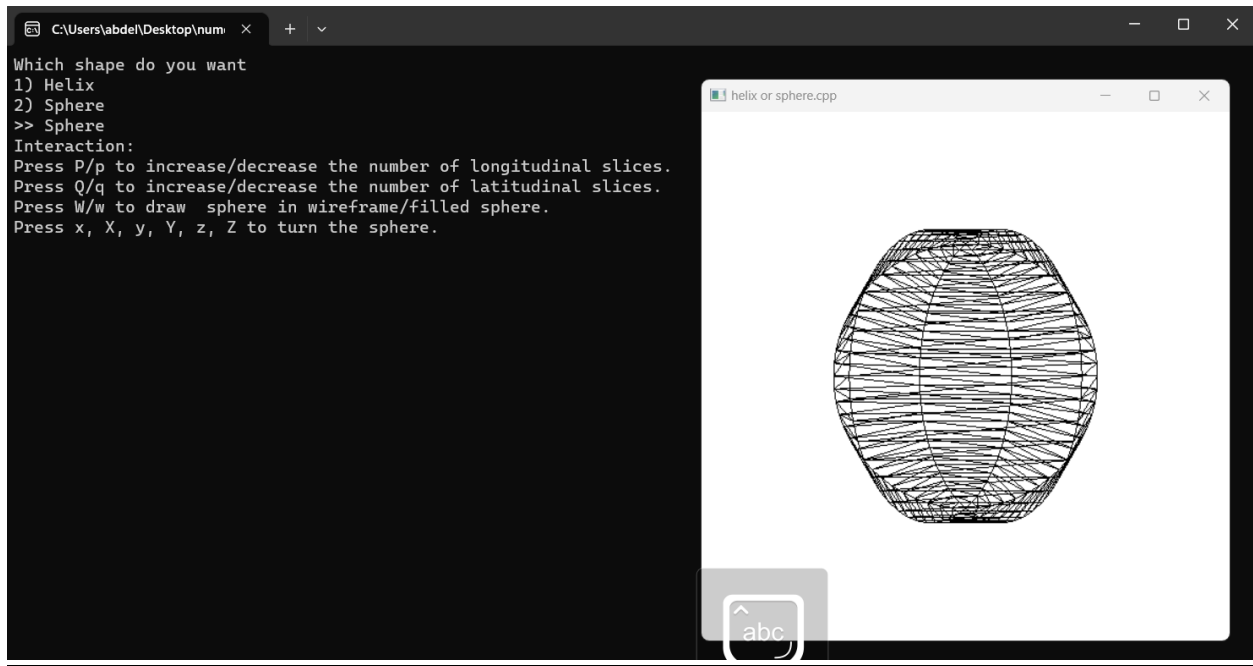 C:\Users\abdel\Desktop\num
Which shape do you want
1) Helix
2) Sphere
>> Sphere
Interaction:
Press P/p to increase/decrease the number of longitudinal slices.
Press Q/q to increase/decrease the number of latitudinal slices.
Press W/w to draw  sphere in wireframe/filled sphere.
Press x, X, y, Y, z, Z to turn the sphere.
helix or sphere.cpp
abc